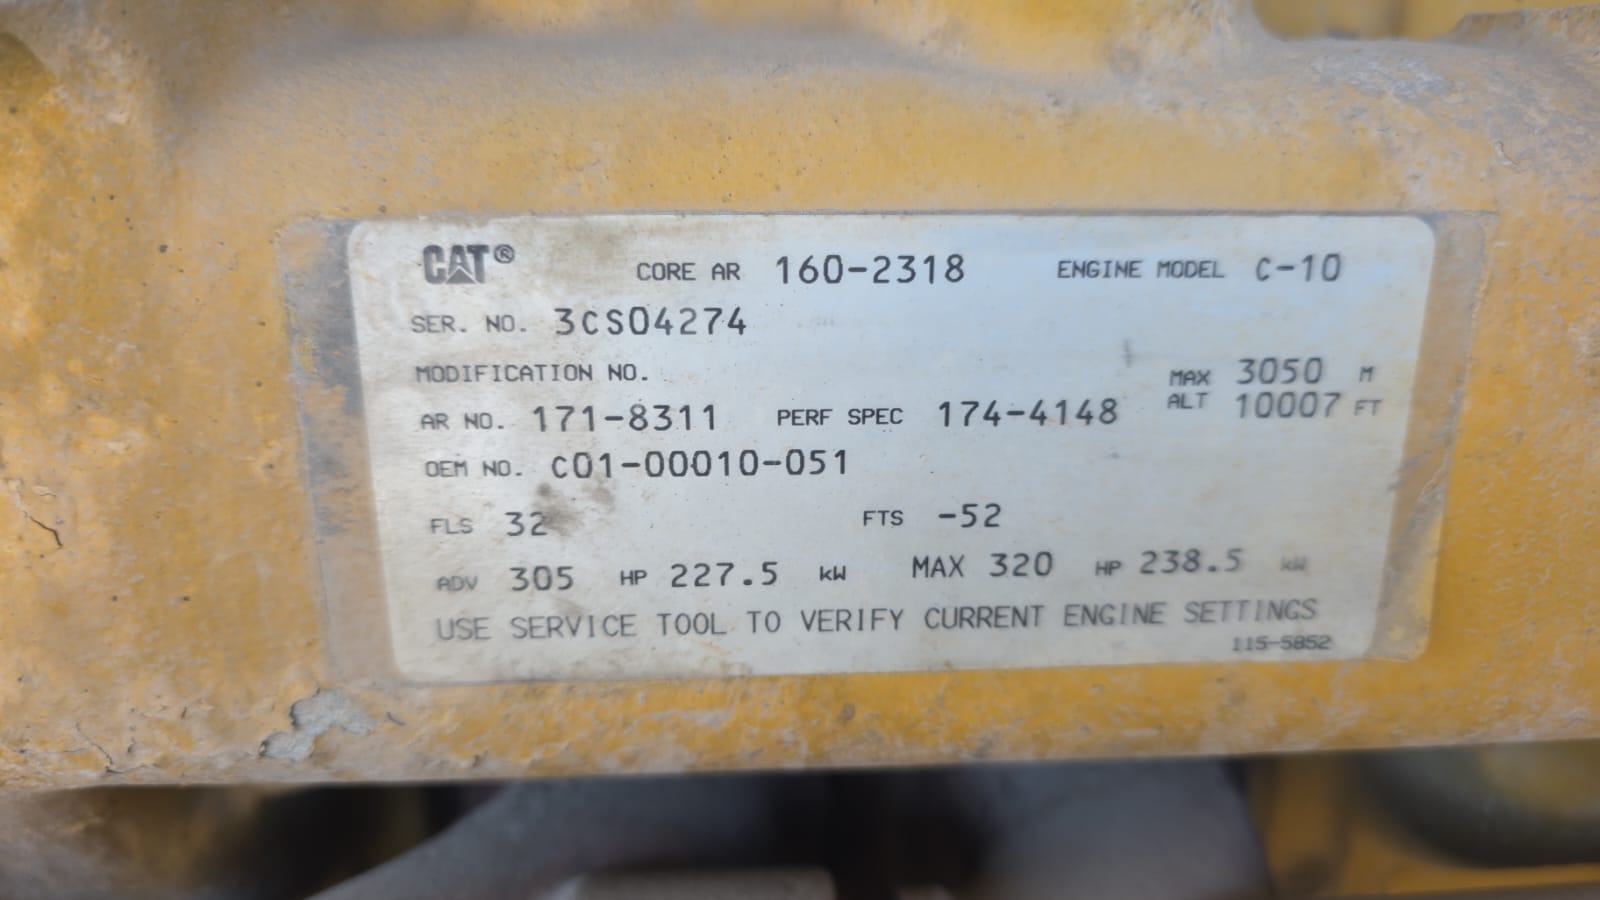 CAT® CORE AR 160-2318 ENGINE MODEL C-10
SER. NO. 3CS04274
MODIFICATION NO.
MAX ALT 3050 M 10007 FT
AR NO. 171-8311 PERF SPEC 174-4148
OEM NO. C01-00010-051
FLS 32 FTS -52
ADV 305 HP 227.5 kW MAX 320 HP 238.5 kW
USE SERVICE TOOL TO VERIFY CURRENT ENGINE SETTINGS
115-5852